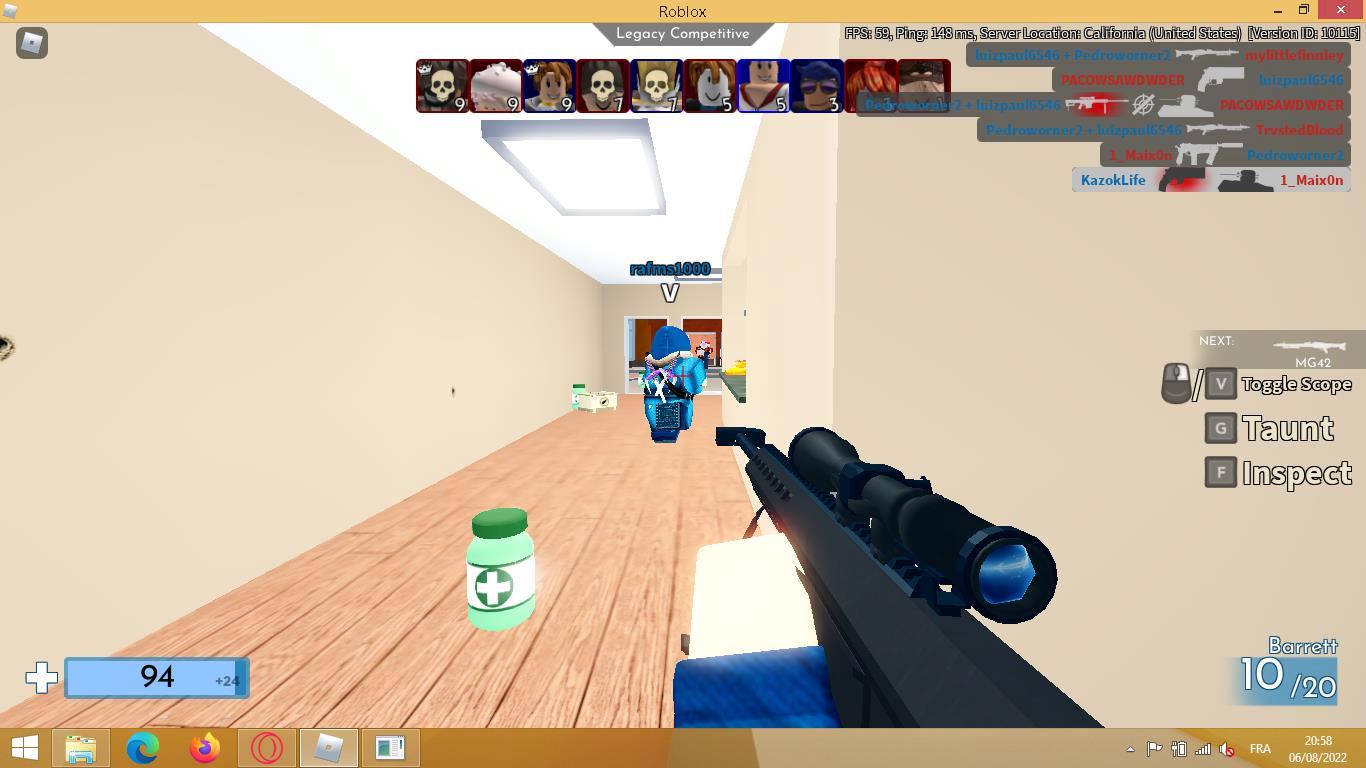 Roblox
Legacy Competitive
FPS: 59, Ping: 148 ms, Server Location: California (United States) [Version ID: 10115]
luizpaul6546 + Pedroworner2 mylittlefinnley
PACOWSAWDWDER luizpaul6546
Pedroworner2 + luizpaul6546 PACOWSAWDWDER
Pedroworner2 + luizpaul6546 TrvstedBlood
1_Maix0n Pedroworner2
KazokLife 1_Maix0n
9 9 9 7 7 5 5 3
rafms1000
V
NEXT:
MG42
/ V Toggle Scope
G Taunt
F Inspect
94 +24
Barrett
10 /20
FRA
20:58
06/08/2022